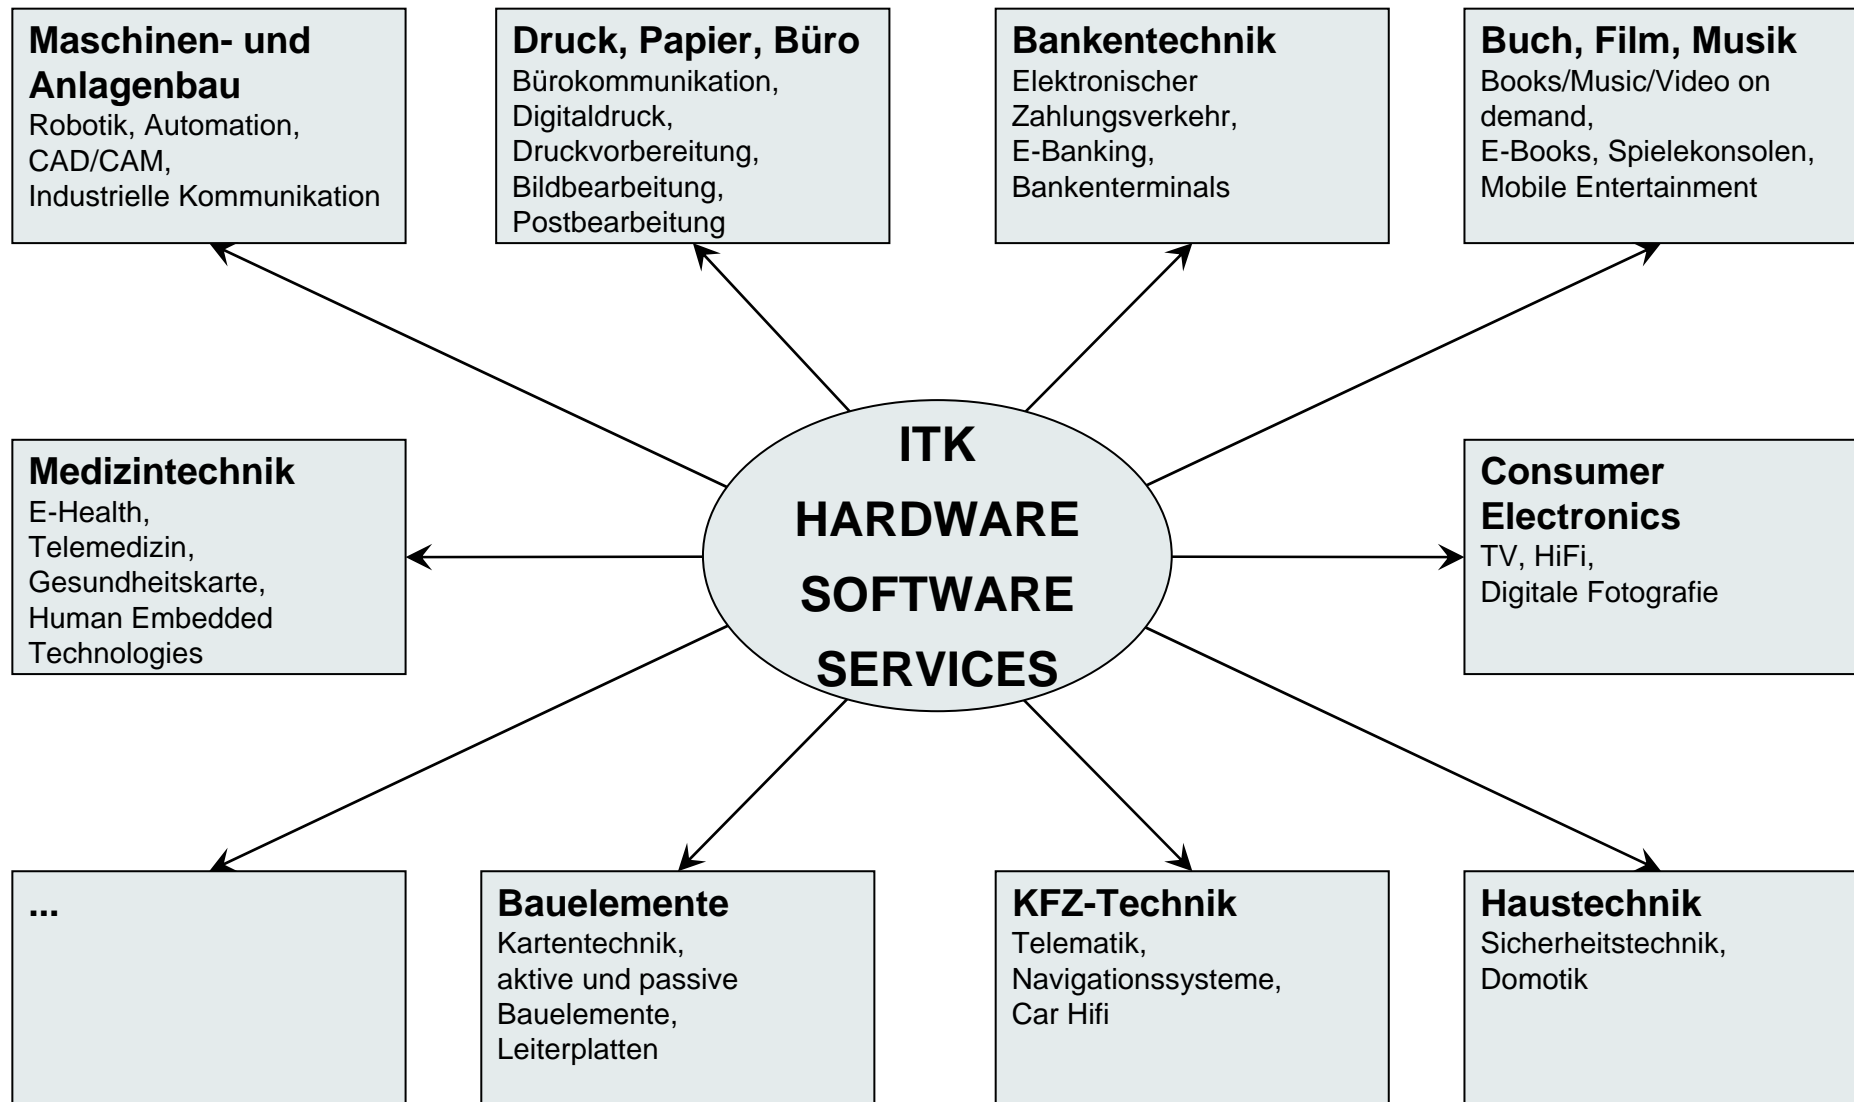 Maschinen- und
Anlagenbau
Robotik, Automation,
CAD/CAM,
Industrielle Kommunikation
Druck, Papier, Büro
Bürokommunikation,
Digitaldruck,
Druckvorbereitung,
Bildbearbeitung,
Postbearbeitung
Bankentechnik
Elektronischer
Zahlungsverkehr,
E-Banking,
Bankenterminals
Buch, Film, Musik
Books/Music/Video on
demand,
E-Books, Spielekonsolen,
Mobile Entertainment
Medizintechnik
E-Health,
Telemedizin,
Gesundheitskarte,
Human Embedded
Technologies
ITK
HARDWARE
SOFTWARE
SERVICES
Consumer
Electronics
TV, HiFi,
Digitale Fotografie
...
Bauelemente
Kartentechnik,
aktive und passive
Bauelemente,
Leiterplatten
KFZ-Technik
Telematik,
Navigationssysteme,
Car Hifi
Haustechnik
Sicherheitstechnik,
Domotik